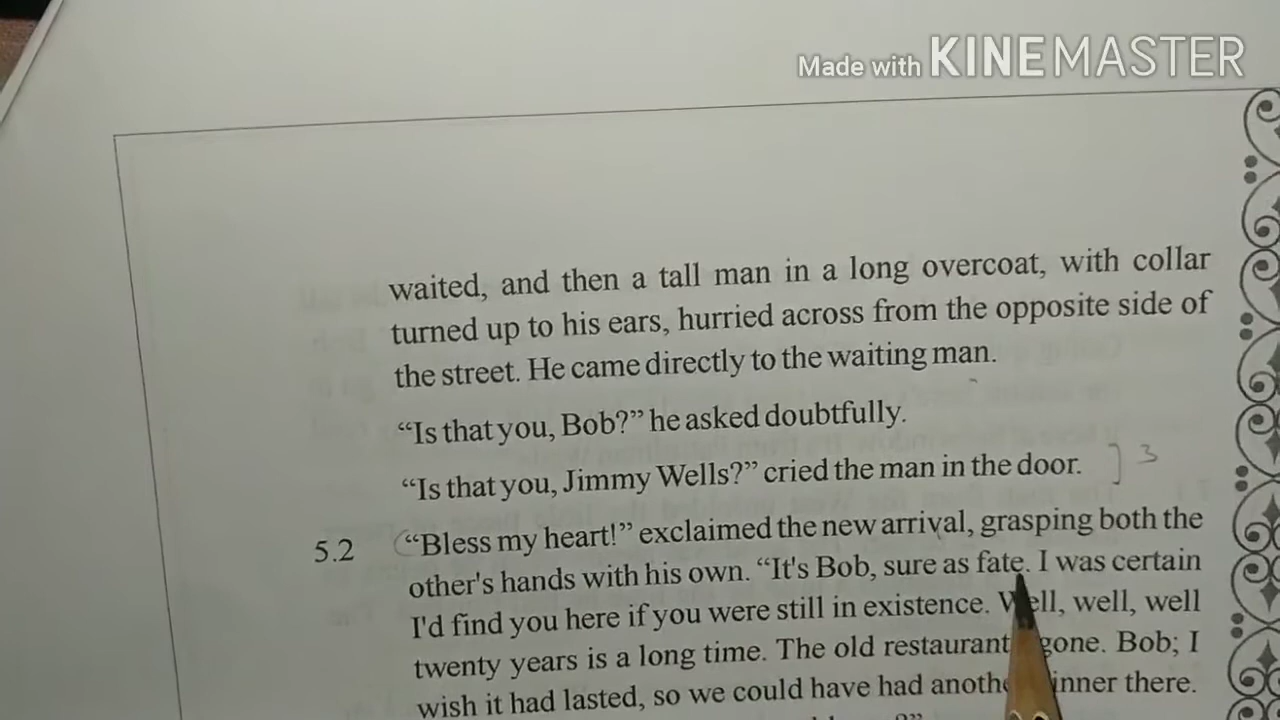 Made with KINEMASTER
waited, and then a tall man in a long overcoat, with collar
turned up to his ears, hurried across from the opposite side of
the street. He came directly to the waiting man.
“Is that you, Bob?” he asked doubtfully.
“Is that you, Jimmy Wells?” cried the man in the door. ] 3
5.2 “Bless my heart!” exclaimed the new arrival, grasping both the
other's hands with his own. “It's Bob, sure as fate. I was certain
I'd find you here if you were still in existence. Well, well, well
twenty years is a long time. The old restaurant gone. Bob; I
wish it had lasted, so we could have had another dinner there.